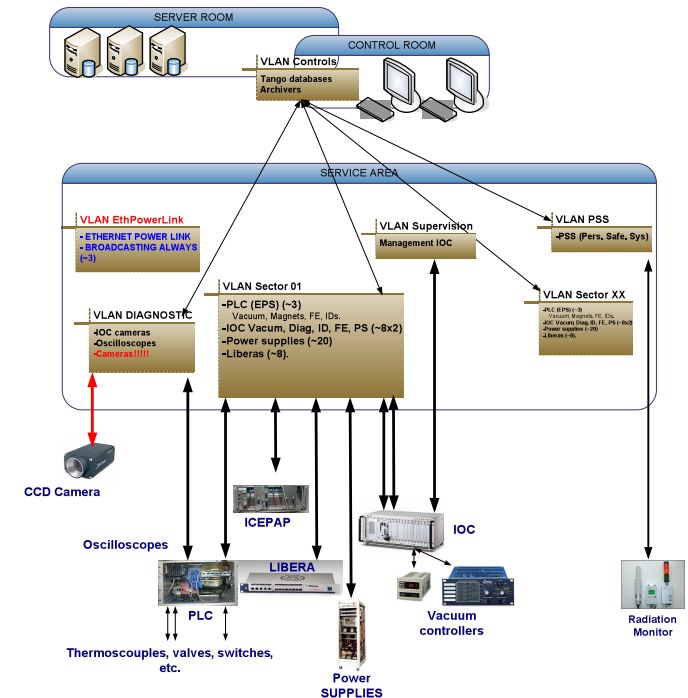 SERVER ROOM
CONTROL ROOM
VLAN Controls
Tango databases
Archivers
SERVICE AREA
VLAN EthPowerLink
- ETHERNET POWER LINK
- BROADCASTING ALWAYS
(~3)
VLAN Supervision
Management IOC
VLAN PSS
-PSS (Pers, Safe, Sys)
VLAN Sector 01
-PLC (EPS) (~3)
Vacuum, Magnets, FE, IDs.
-IOC Vacum, Diag, ID, FE, PS (~8x2)
-Power supplies (~20)
-Liberas (~8).
VLAN Sector XX
-PLC (EPS) (~3)
Vacuum, Magnets, FE, IDs.
-IOC Vacum, Diag, ID, FE, PS (~8x2)
-Power supplies (~20)
-Liberas (~8).
VLAN DIAGNOSTIC
-IOC cameras
-Oscilloscopes
-Cameras!!!!!
CCD Camera
ICEPAP
IOC
Oscilloscopes
LIBERA
PLC
Vacuum
controllers
Radiation
Monitor
Thermoscouples, valves, switches,
etc.
Power
SUPPLIES